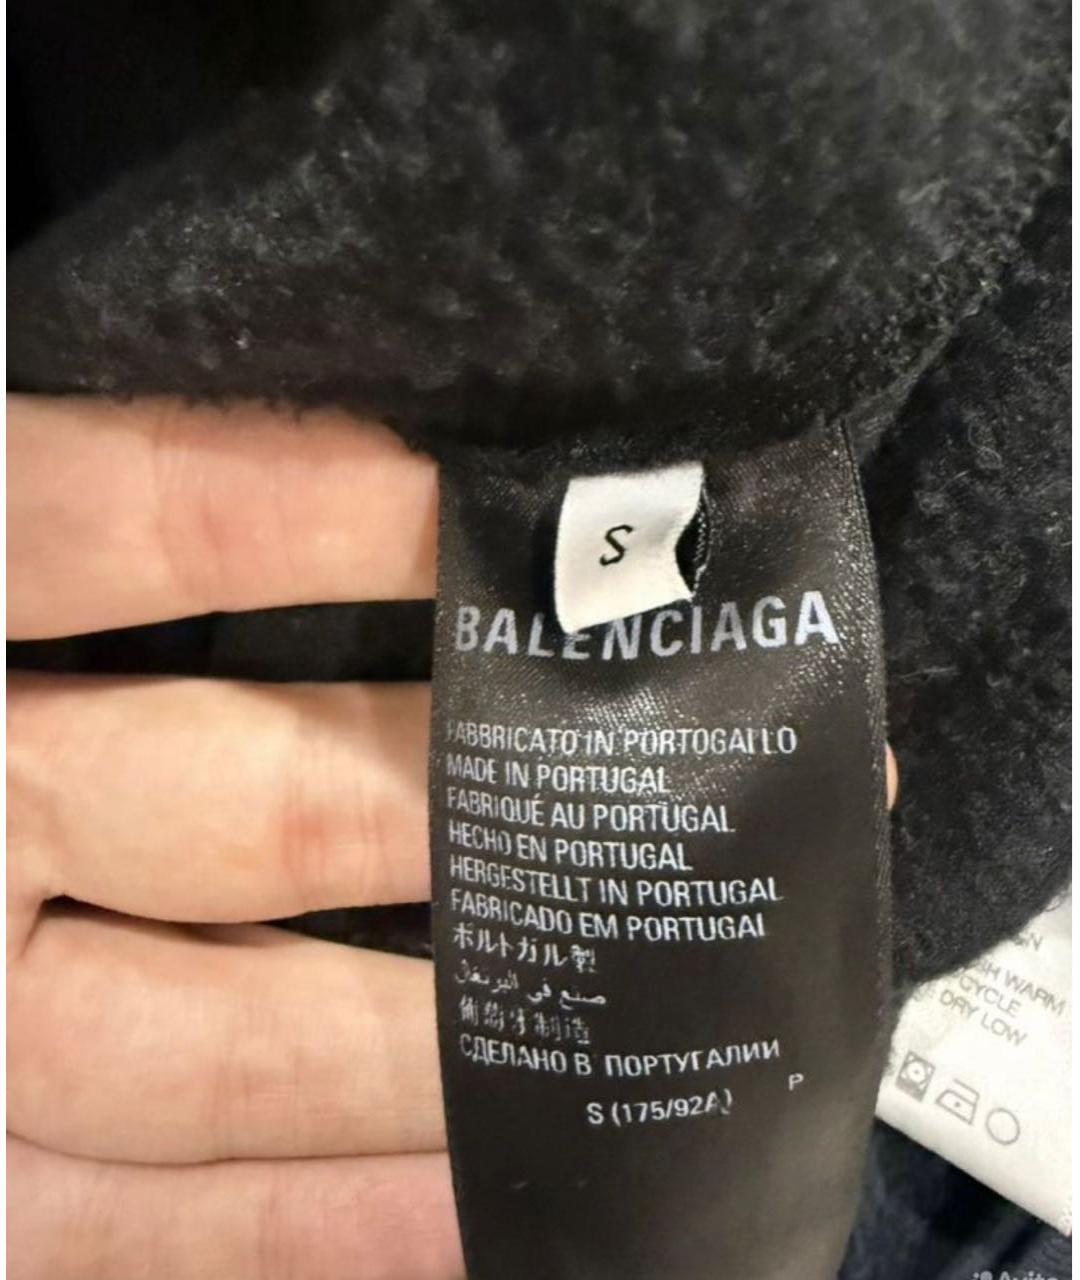 S
BALENCIAGA
FABBRICATO IN PORTOGALLO
MADE IN PORTUGAL
FABRIQUÉ AU PORTUGAL
HECHO EN PORTUGAL
HERGESTELLT IN PORTUGAL
FABRICADO EM PORTUGAL
ポルトガル製
صنع في البرتغال
葡萄牙制造
СДЕЛАНО В ПОРТУГАЛИИ
P
S (175/92A)
WARM
CYCLE
DRY LOW
Avito